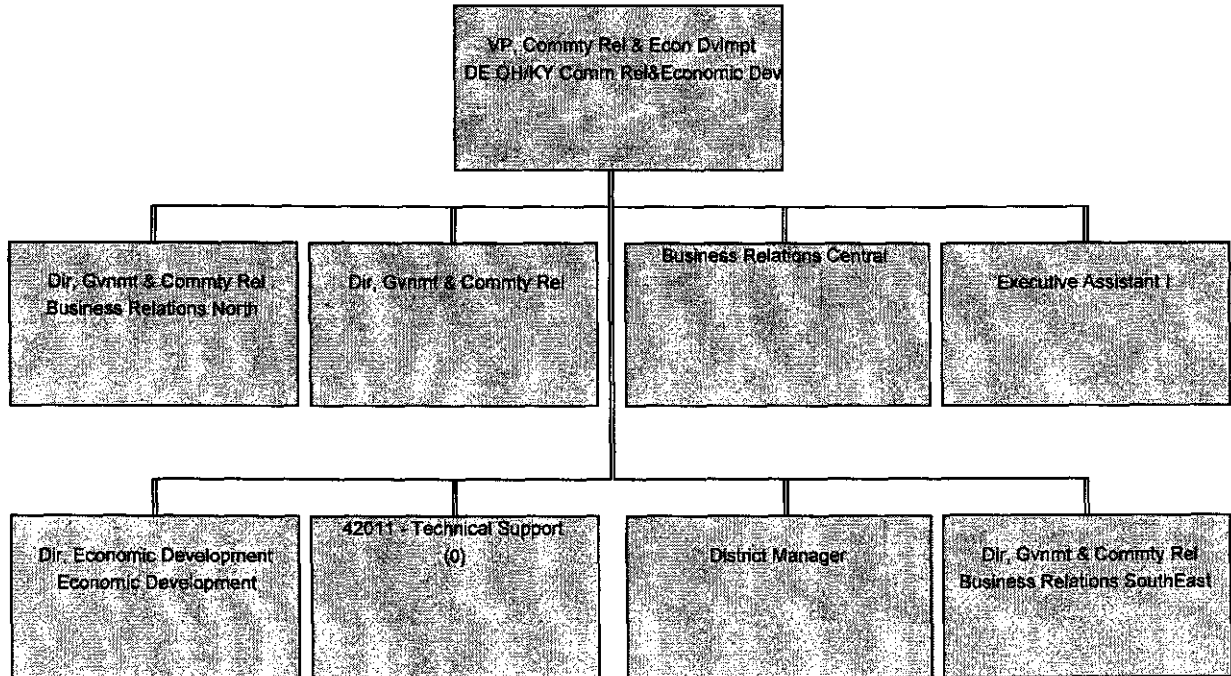 VP, Commty Rel & Econ Dvlmpt
DE OH/KY Comm Rel&Economic Dev
Dir, Gvnmt & Commty Rel
Business Relations North
Dir, Gvnmt & Commty Rel
Business Relations Central
Executive Assistant I
Dir, Economic Development
Economic Development
42011 - Technical Support
(0)
District Manager
Dir, Gvnmt & Commty Rel
Business Relations SouthEast